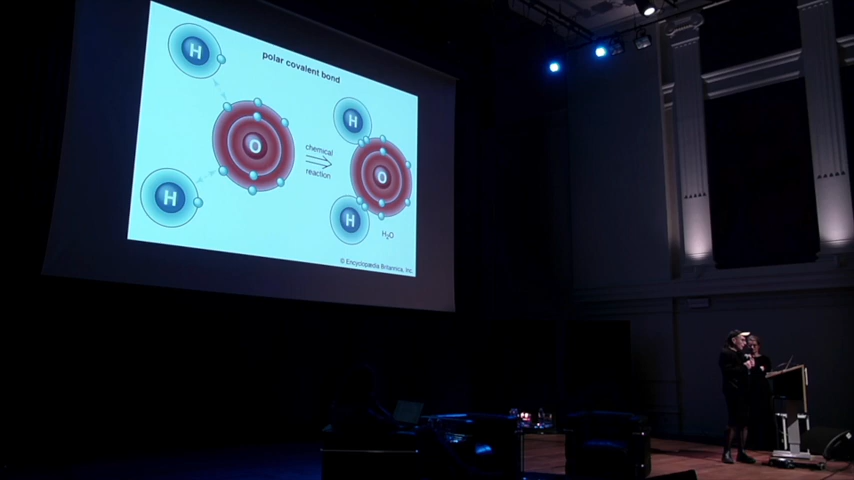 polar covalent bond
H
H
O
chemical
reaction
H
O
H
H₂O
© Encyclopædia Britannica, Inc.